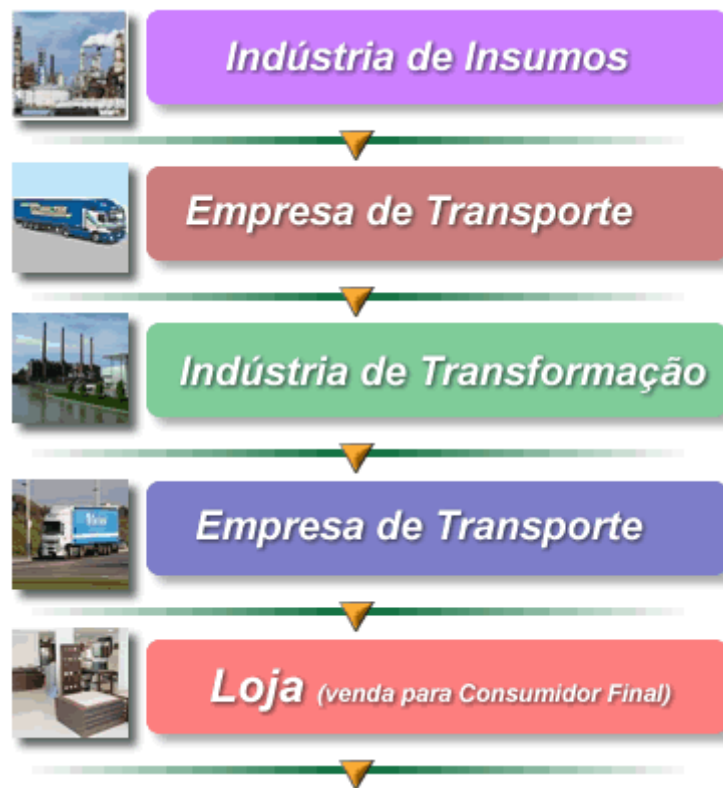 Indústria de Insumos
Empresa de Transporte
Indústria de Transformação
Empresa de Transporte
Loja (venda para Consumidor Final)